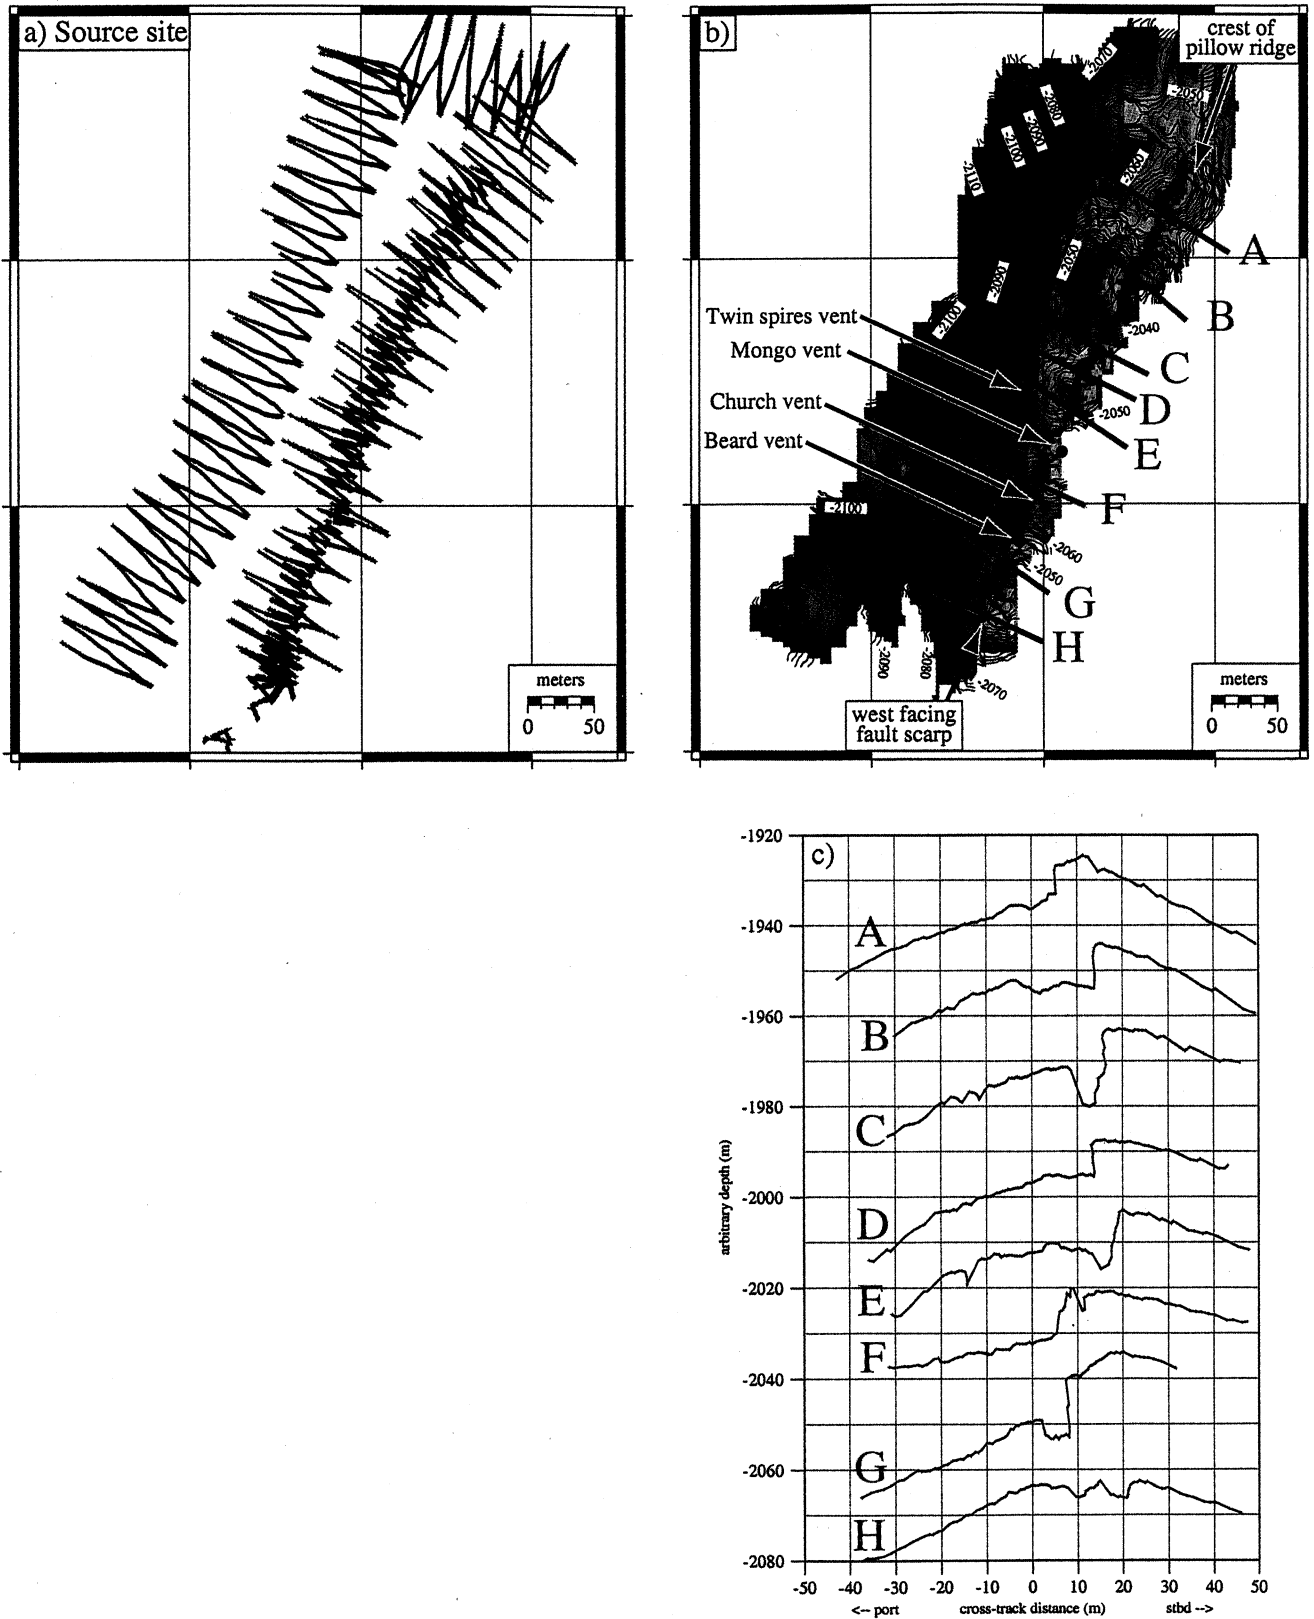 a) Source site
meters
0 50
b)
crest of
pillow ridge
-2070
-2050
-2080
-2090
-2100
-2110
-2060
A
-2050
-2090
B
-2100
-2040
Twin spires vent
Mongo vent
C
D
Church vent
-2050
Beard vent
E
F
-2100
-2060
-2050
G
H
-2090
-2080
-2070
west facing
fault scarp
meters
0 50
c)
-1920
-1940
-1960
-1980
-2000
-2020
-2040
-2060
-2080
arbitrary depth (m)
A
B
C
D
E
F
G
H
-50 -40 -30 -20 -10 0 10 20 30 40 50
<-- port cross-track distance (m) stbd -->